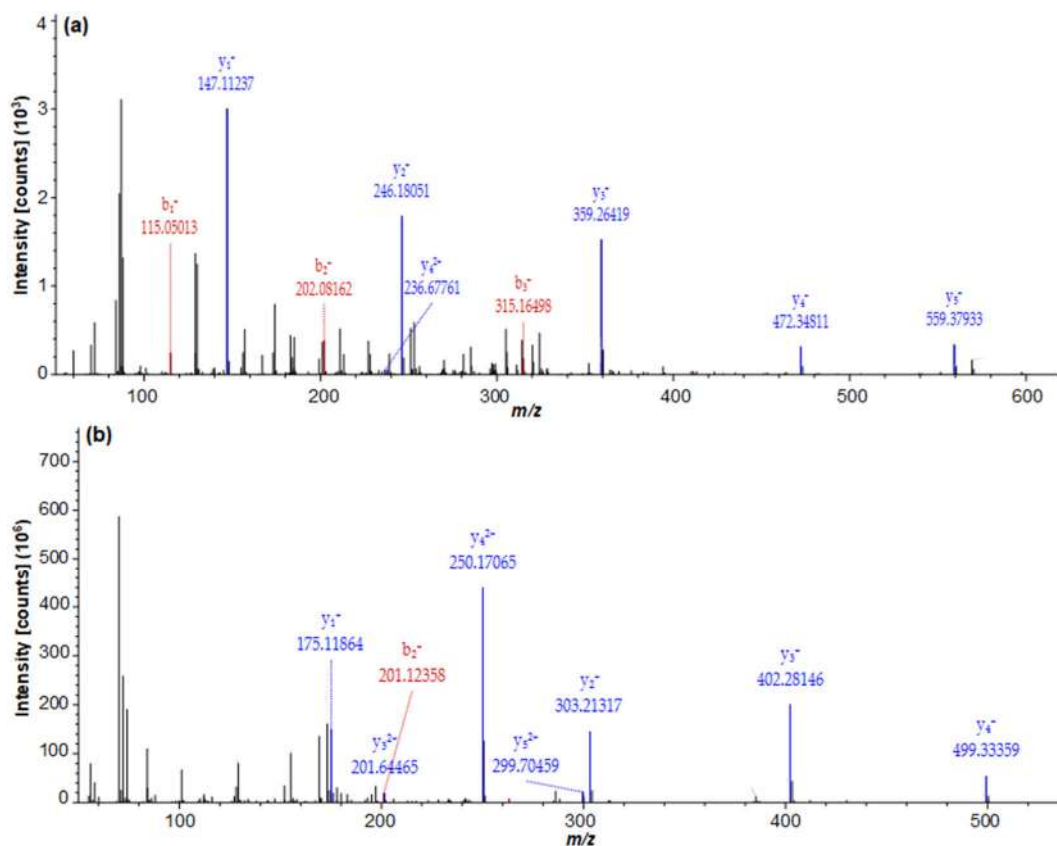 (a)
4
3
2
1
0
Intensity [counts] (10³)
y₁⁻
147.11237
y₂⁻
246.18051
y₃⁻
359.26419
b₁⁻
115.05013
b₂⁻
202.08162
y₄²⁻
236.67761
b₃⁻
315.16498
y₄⁻
472.34811
y₅⁻
559.37933
100
200
300
400
500
600
m/z
(b)
700
600
500
400
300
200
100
0
Intensity [counts] (10⁶)
y₄²⁻
250.17065
y₁⁻
175.11864
b₂⁻
201.12358
y₃⁻
402.28146
y₂⁻
303.21317
y₃²⁻
201.64465
y₅²⁻
299.70459
y₄⁻
499.33359
100
200
300
400
500
m/z